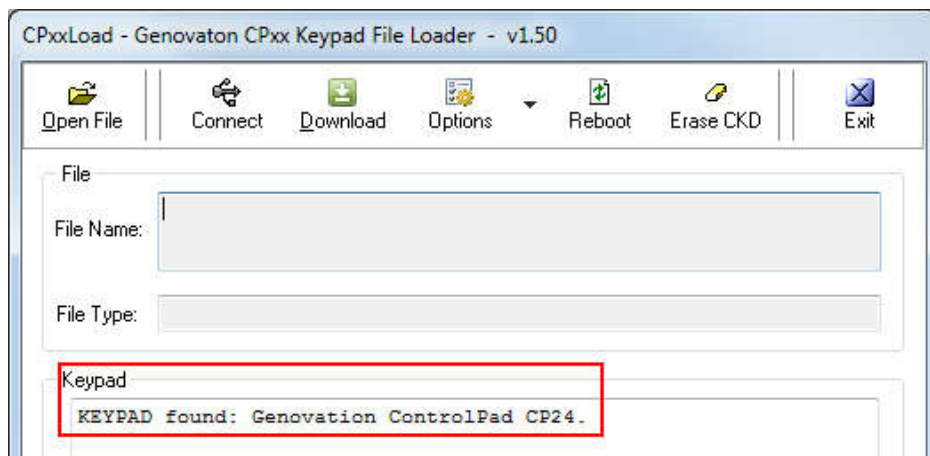 CPxxLoad - Genovaton CPxx Keypad File Loader - v1.50
Open File Connect Download Options Reboot Erase CKD Exit
File
File Name:
File Type:
Keypad
KEYPAD found: Genovation ControlPad CP24.